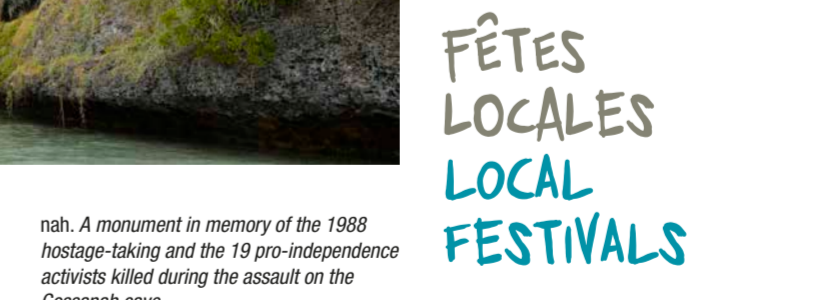 nah. A monument in memory of the 1988
hostage-taking and the 19 pro-independence
activists killed during the assault on the
FÊTES
LOCALES
LOCAL
FESTIVALS